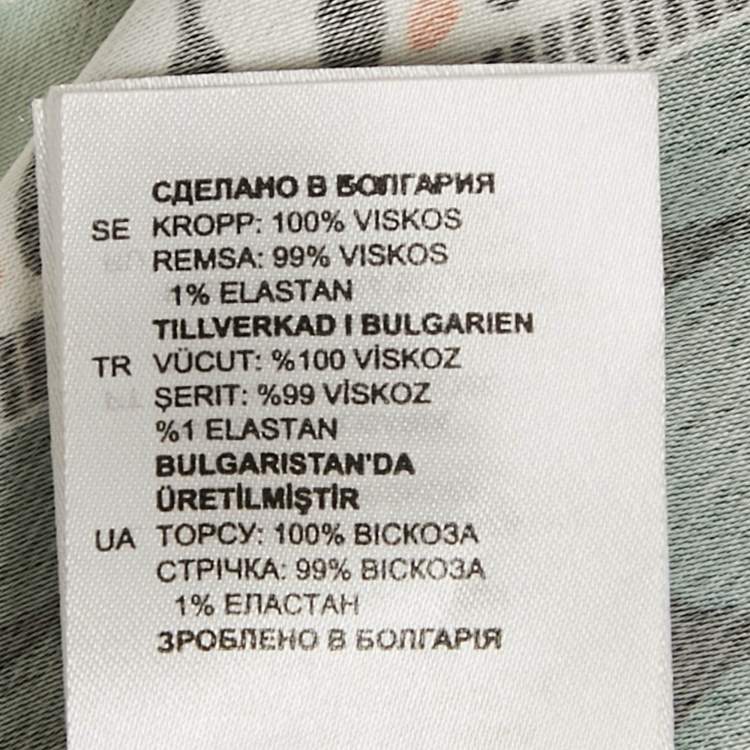 СДЕЛАНО В БОЛГАРИЯ
SE KROPP: 100% VISKOS
REMSA: 99% VISKOS
1% ELASTAN
TILLVERKAD I BULGARIEN
TR VÜCUT: %100 VİSKOZ
ŞERIT: %99 VİSKOZ
%1 ELASTAN
BULGARISTAN'DA
ÜRETİLMİŞTİR
UA ТОРСУ: 100% ВІСКОЗА
СТРІЧКА: 99% ВІСКОЗА
1% ЕЛАСТАН
ЗРОБЛЕНО В БОЛГАРІЯ